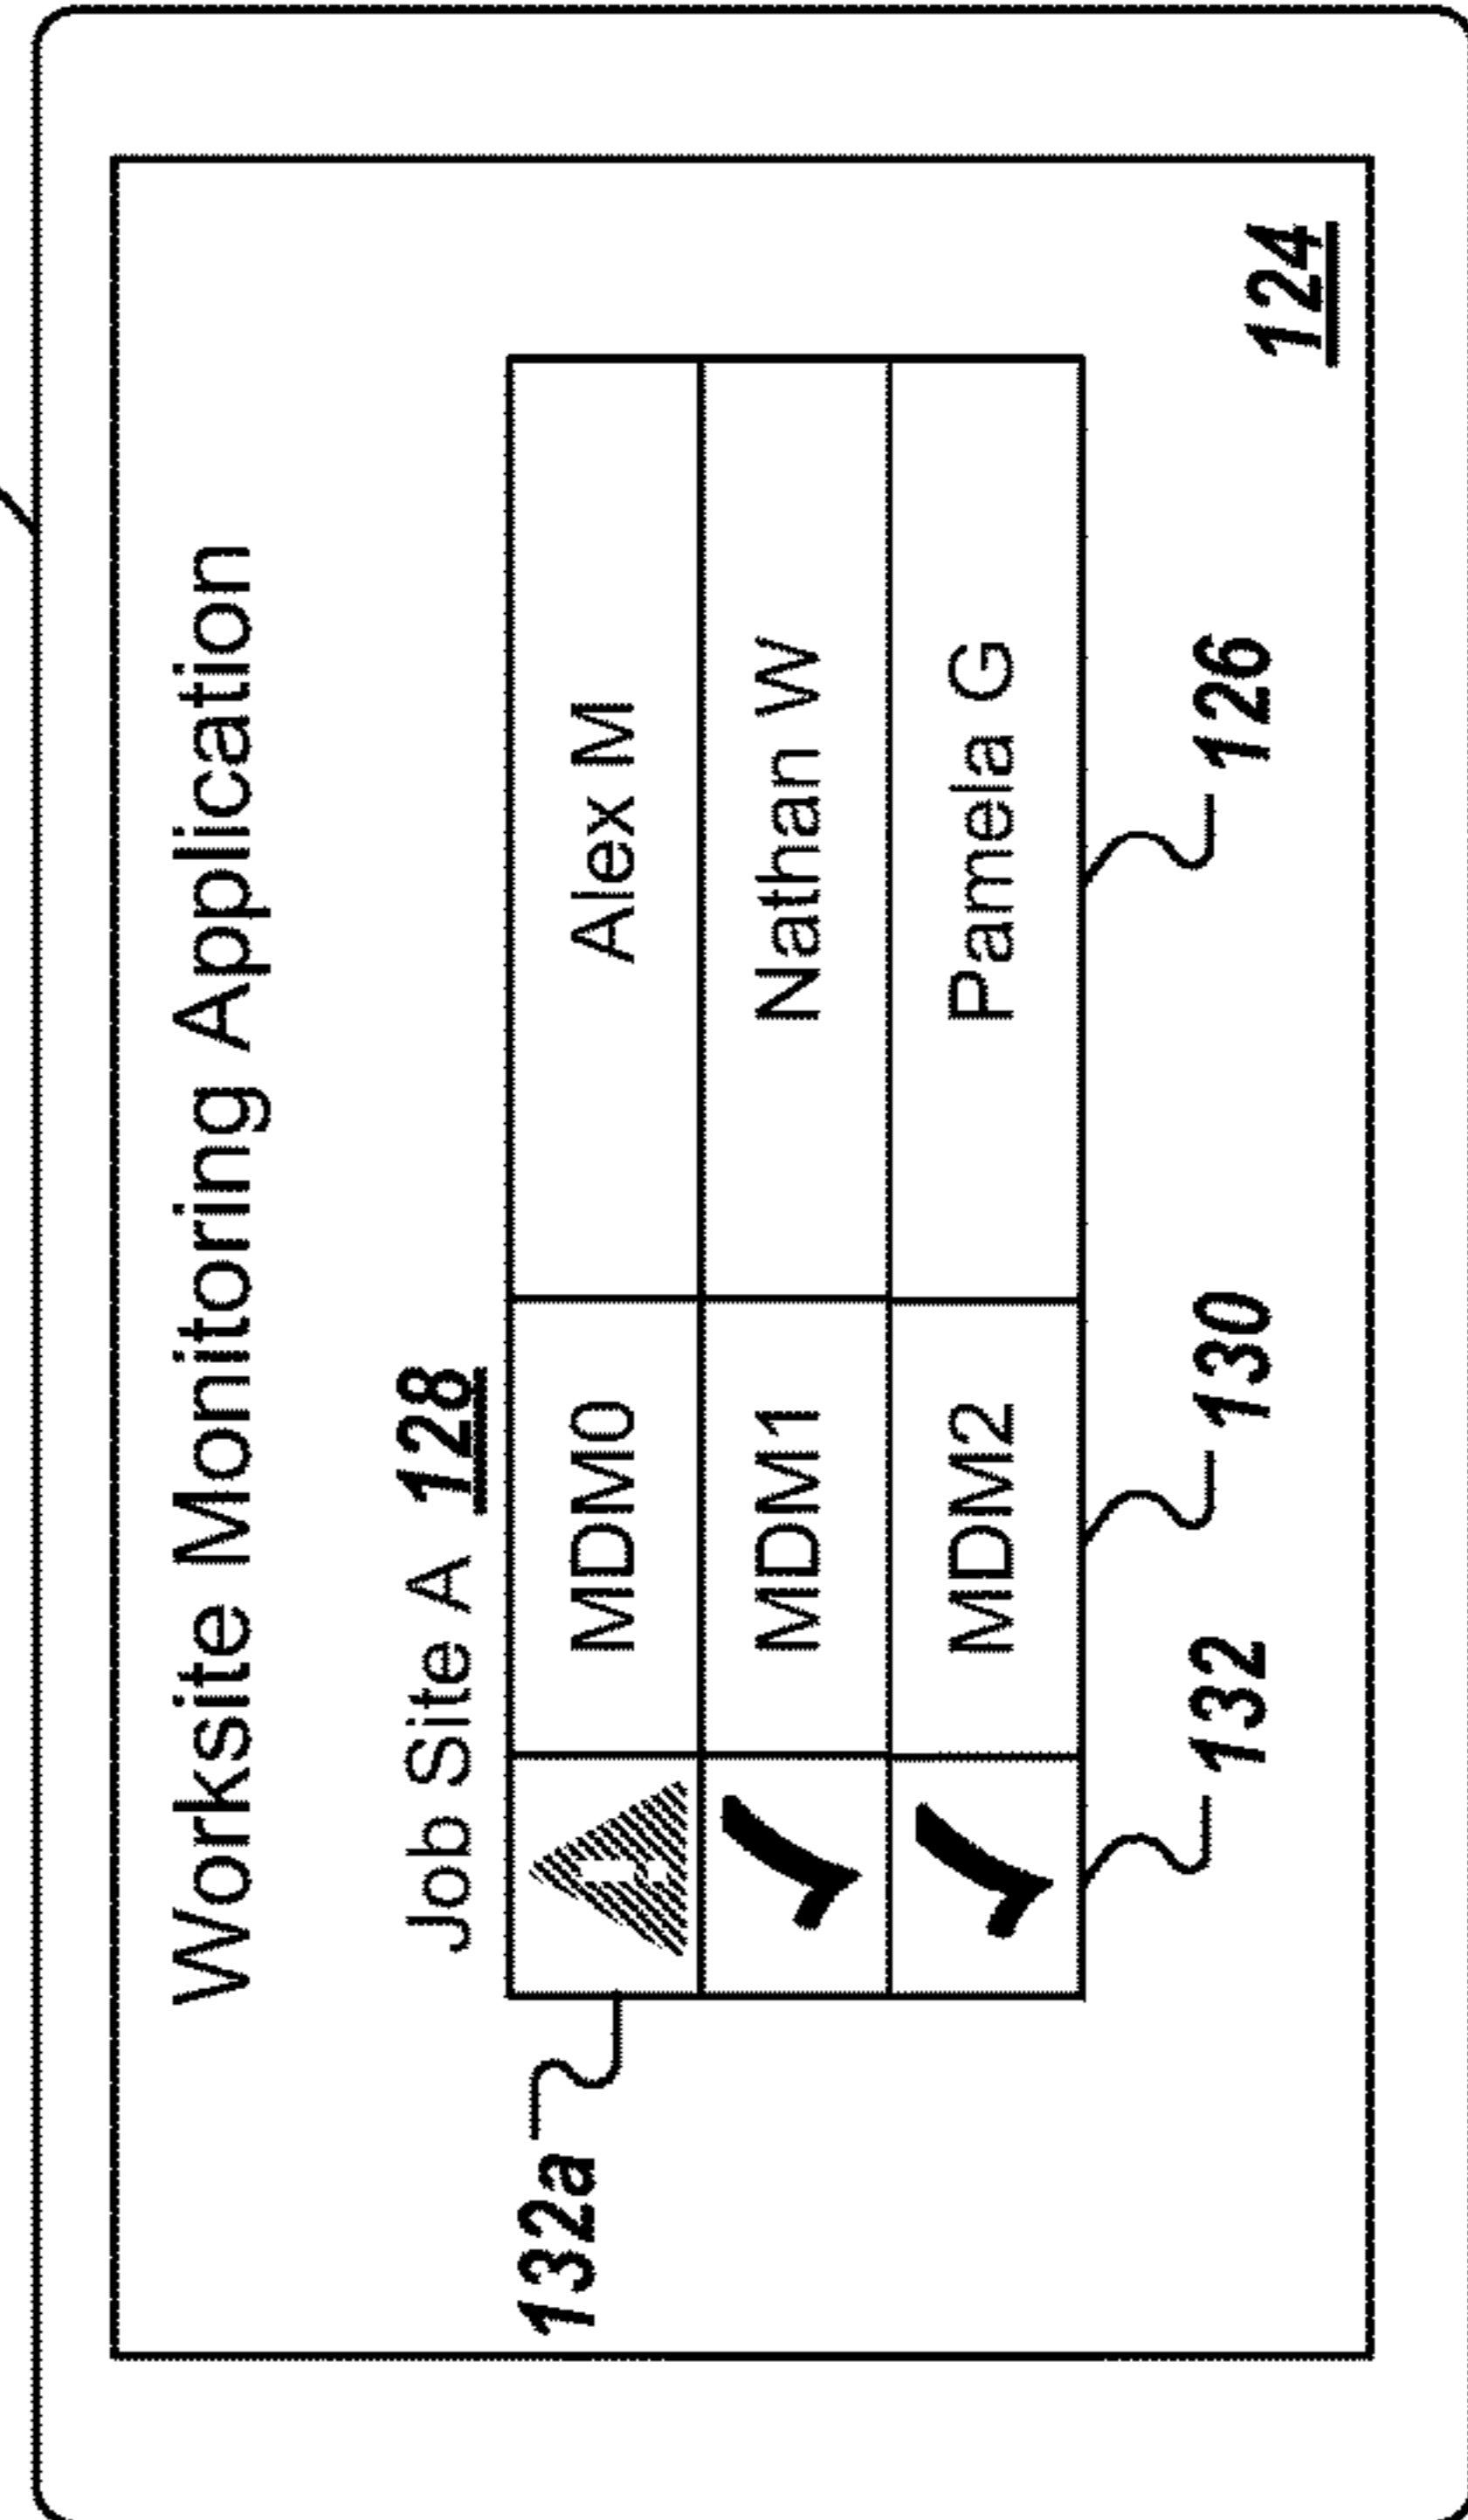 Worksite Monitoring Application
Job Site A 128
132a
MDM0 Alex M
MDM1 Nathan W
MDM2 Pamela G
132 130 126
124